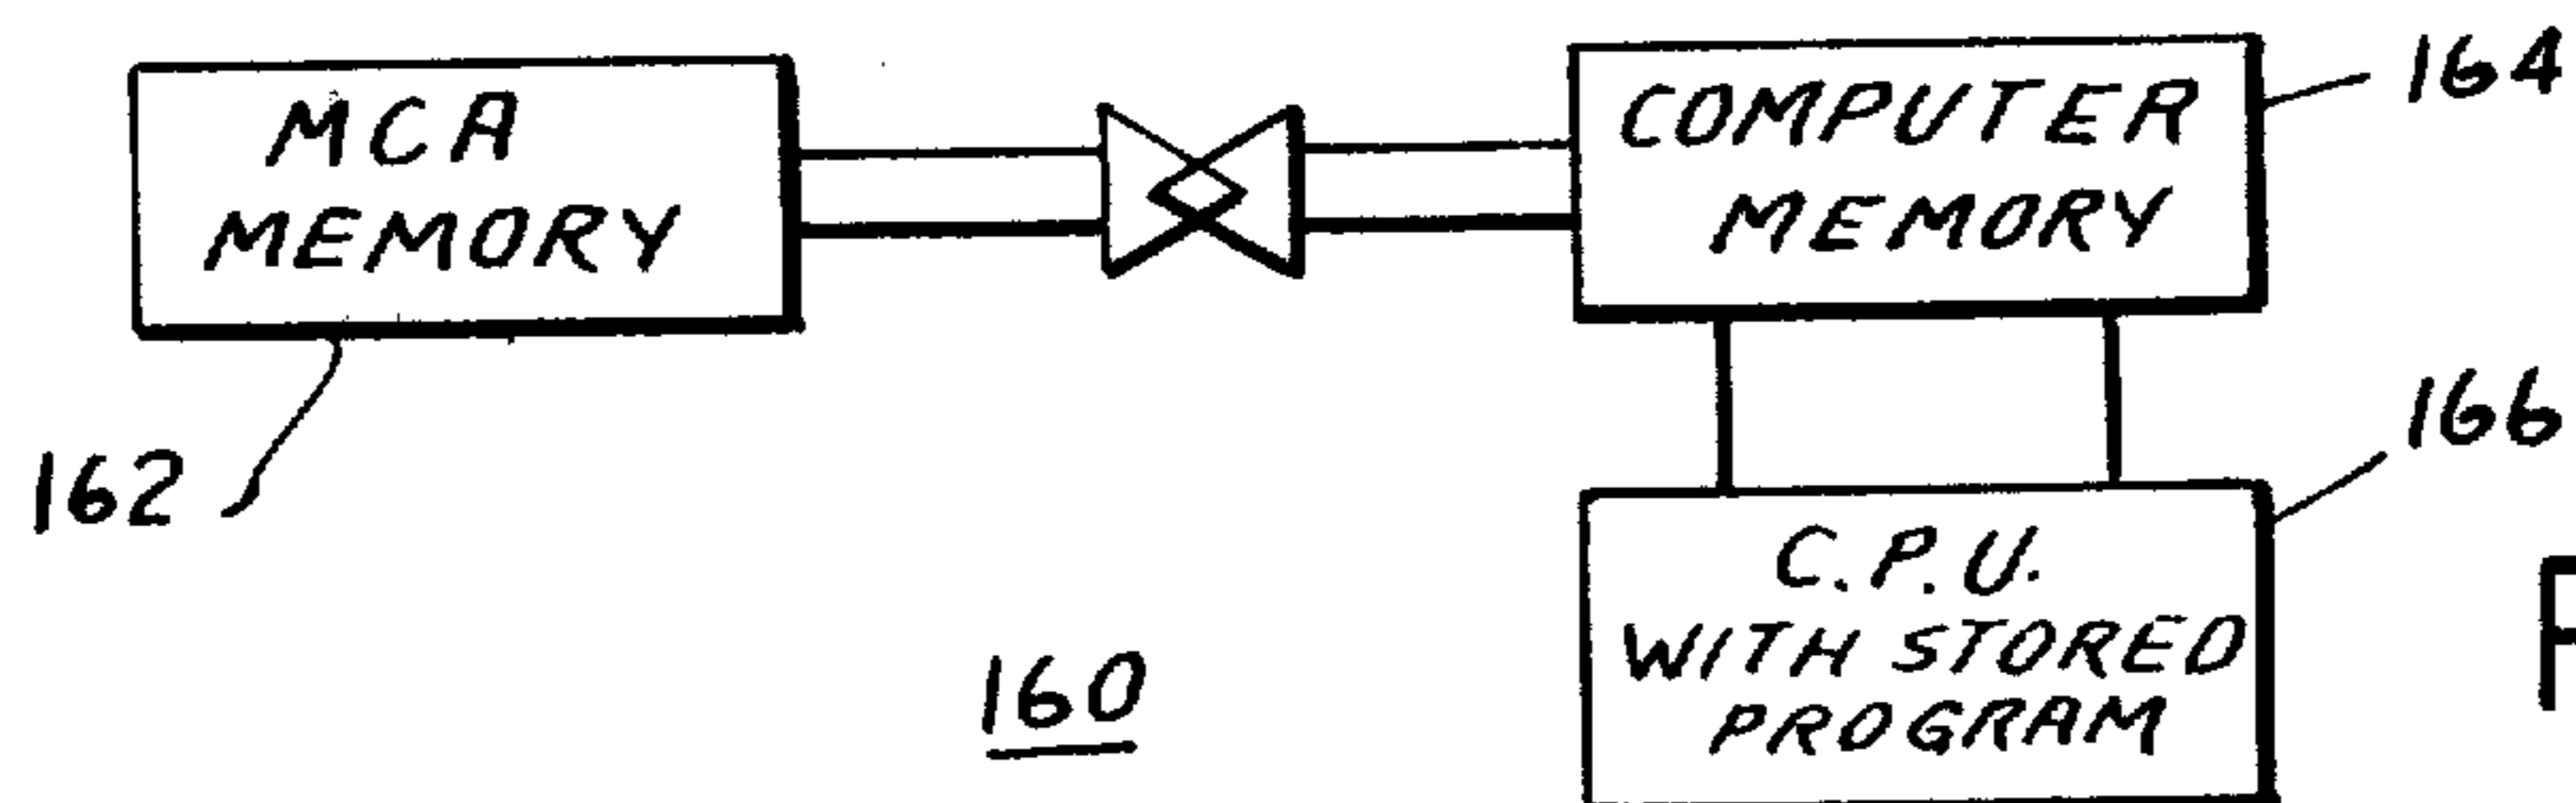 MCA
MEMORY
COMPUTER
MEMORY
164
162
166
C.P.U.
WITH STORED
PROGRAM
160